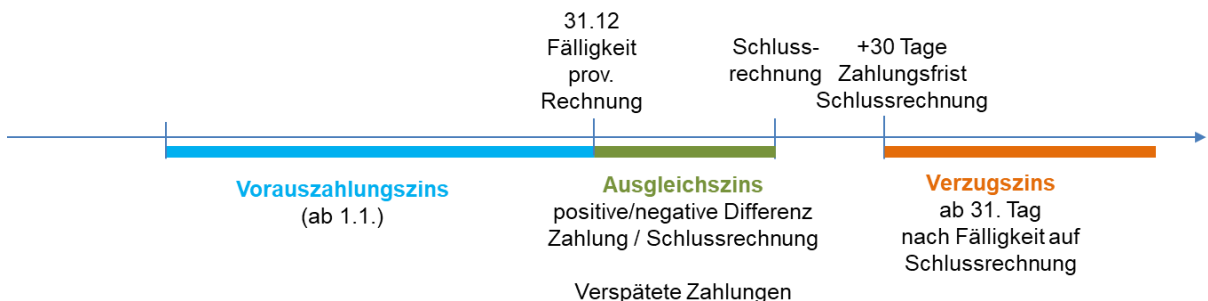 31.12
Fälligkeit
prov.
Rechnung
Schluss-
rechnung
+30 Tage
Zahlungsfrist
Schlussrechnung
Vorauszahlungszins
(ab 1.1.)
Ausgleichszins
positive/negative Differenz
Zahlung / Schlussrechnung
Verspätete Zahlungen
Verzugszins
ab 31. Tag
nach Fälligkeit auf
Schlussrechnung